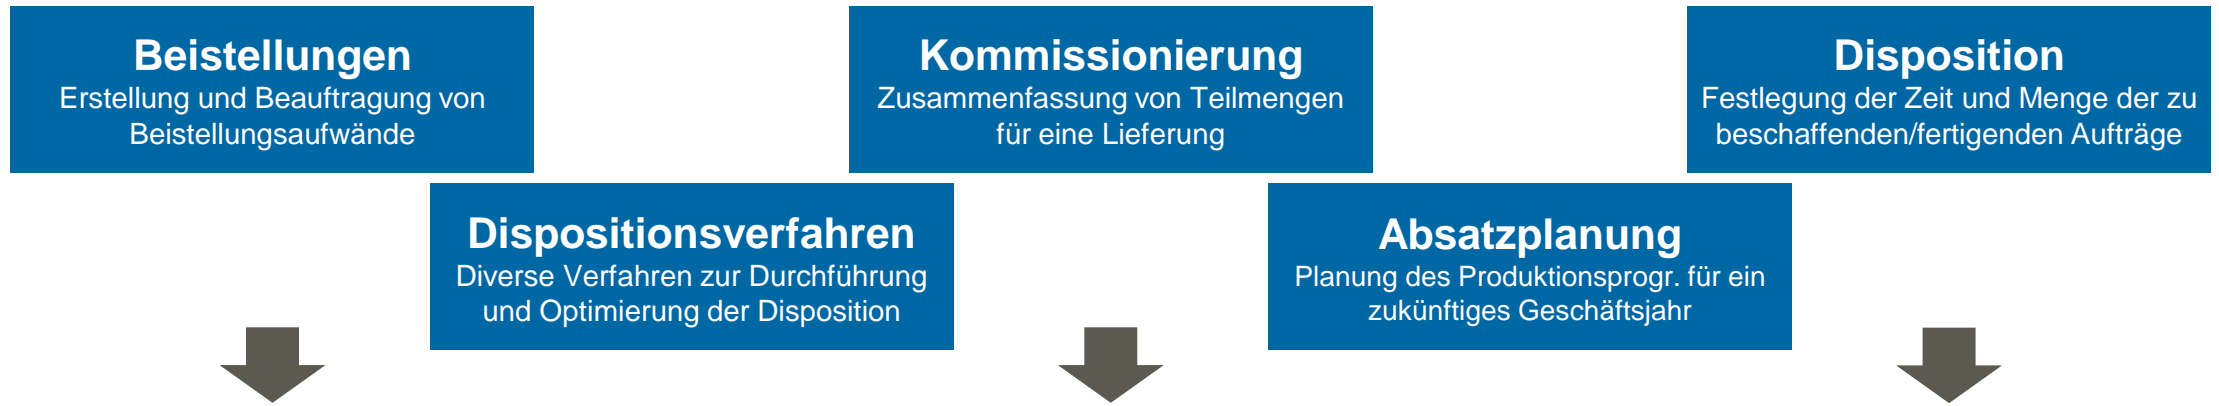 Beistellungen
Erstellung und Beauftragung von
Beistellungsaufwände
Kommissionierung
Zusammenfassung von Teilmengen
für eine Lieferung
Disposition
Festlegung der Zeit und Menge der zu
beschaffenden/fertigenden Aufträge
Dispositionsverfahren
Diverse Verfahren zur Durchführung
und Optimierung der Disposition
Absatzplanung
Planung des Produktionsprogr. für ein
zukünftiges Geschäftsjahr